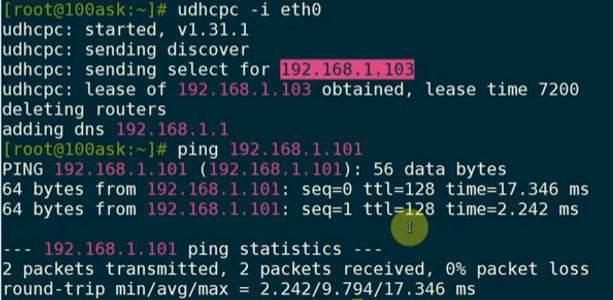 [root@100ask:~]# udhcpc -i eth0
udhcpc: started, v1.31.1
udhcpc: sending discover
udhcpc: sending select for 192.168.1.103
udhcpc: lease of 192.168.1.103 obtained, lease time 7200
deleting routers
adding dns 192.168.1.1
[root@100ask:~]# ping 192.168.1.101
PING 192.168.1.101 (192.168.1.101): 56 data bytes
64 bytes from 192.168.1.101: seq=0 ttl=128 time=17.346 ms
64 bytes from 192.168.1.101: seq=1 ttl=128 time=2.242 ms
--- 192.168.1.101 ping statistics ---
2 packets transmitted, 2 packets received, 0% packet loss
round-trip min/avg/max = 2.242/9.794/17.346 ms